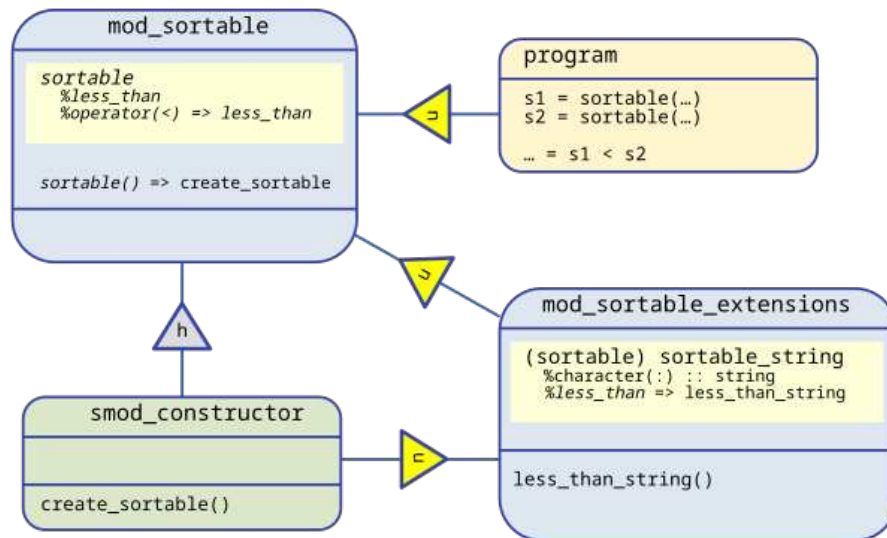 mod_sortable
sortable
%less_than
%operator(<) => less_than
sortable() => create_sortable
u
program
s1 = sortable(…)
s2 = sortable(…)
… = s1 < s2
u
h
mod_sortable_extensions
(sortable) sortable_string
%character(:) :: string
%less_than => less_than_string
less_than_string()
smod_constructor
create_sortable()
u